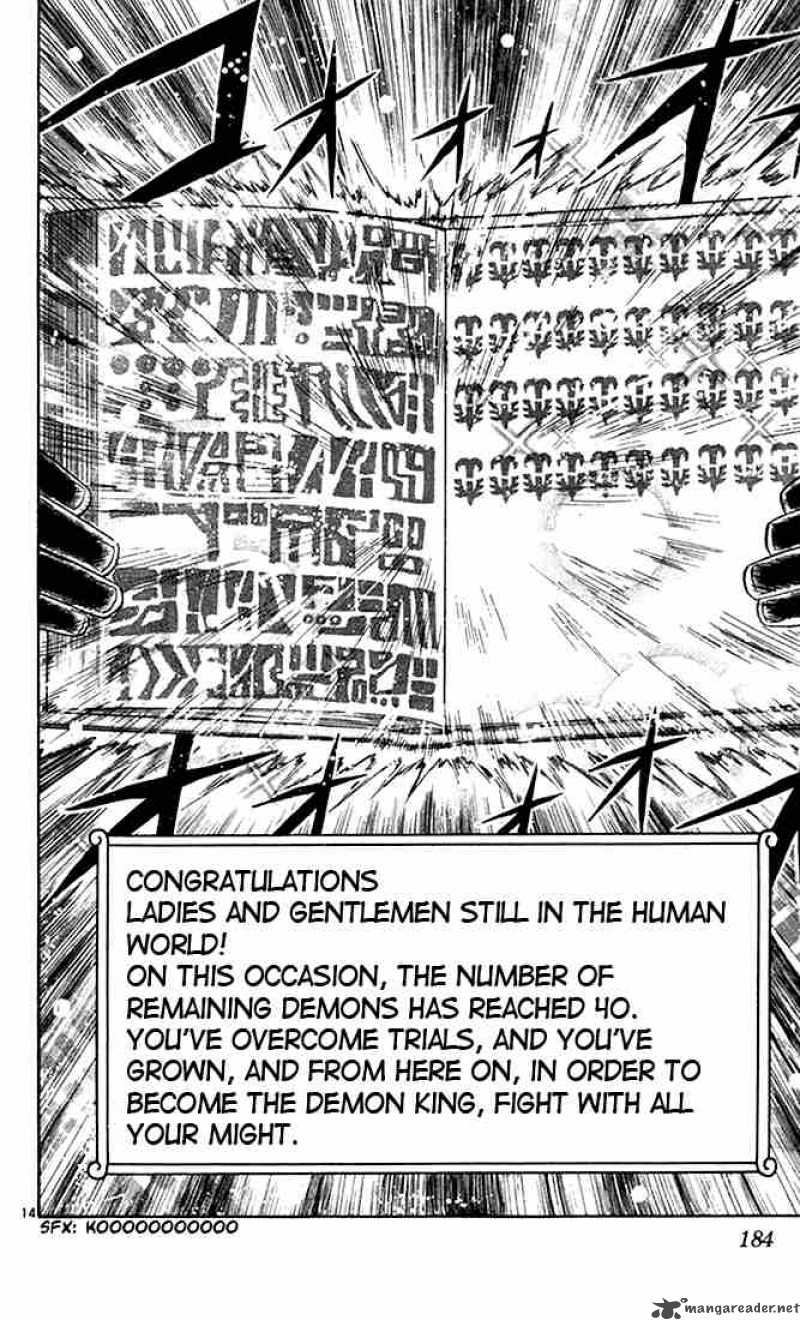 CONGRATULATIONS
LADIES AND GENTLEMEN STILL IN THE HUMAN
WORLD!
ON THIS OCCASION, THE NUMBER OF
REMAINING DEMONS HAS REACHED 40.
YOU'VE OVERCOME TRIALS, AND YOU'VE
GROWN, AND FROM HERE ON, IN ORDER TO
BECOME THE DEMON KING, FIGHT WITH ALL
YOUR MIGHT.
14
SFX: KOOOOOOOOOOOO
184
mangareader.net